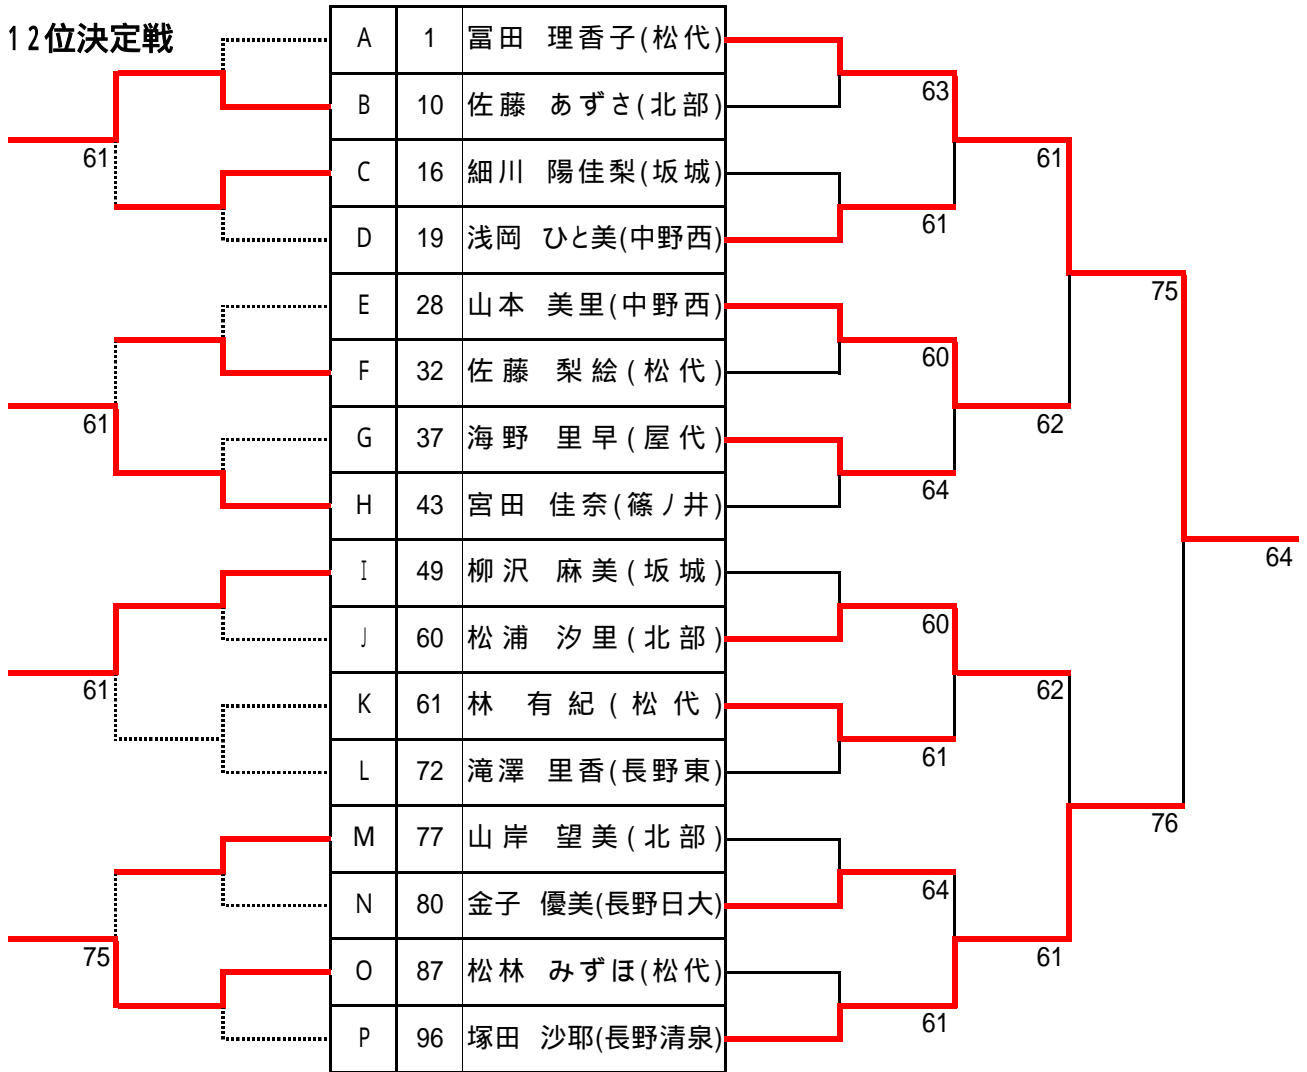 12位決定戦
A 1 冨田 理香子(松代)
63
B 10 佐藤 あずさ(北部)
61 61
C 16 細川 陽佳梨(坂城)
61
D 19 浅岡 ひと美(中野西)
75
E 28 山本 美里(中野西)
60
F 32 佐藤 梨絵(松代)
61 62
G 37 海野 里早(屋代)
64
H 43 宮田 佳奈(篠ノ井)
64
I 49 柳沢 麻美(坂城)
60
J 60 松浦 汐里(北部)
61 62
K 61 林 有紀(松代)
61
L 72 滝澤 里香(長野東)
76
M 77 山岸 望美(北部)
64
N 80 金子 優美(長野日大)
75 61
O 87 松林 みずほ(松代)
61
P 96 塚田 沙耶(長野清泉)